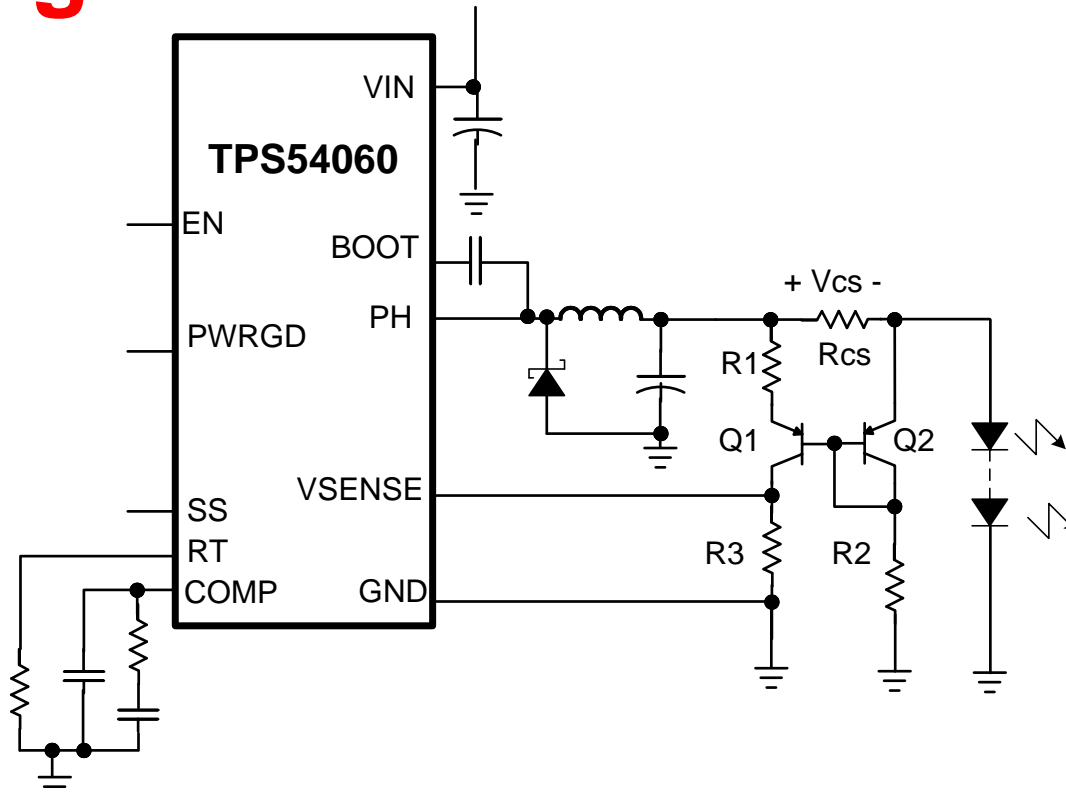 g
VIN
TPS54060
EN
BOOT
+ Vcs -
PH
PWRGD
R1
Rcs
Q1
Q2
VSENSE
SS
RT
R3
R2
COMP
GND